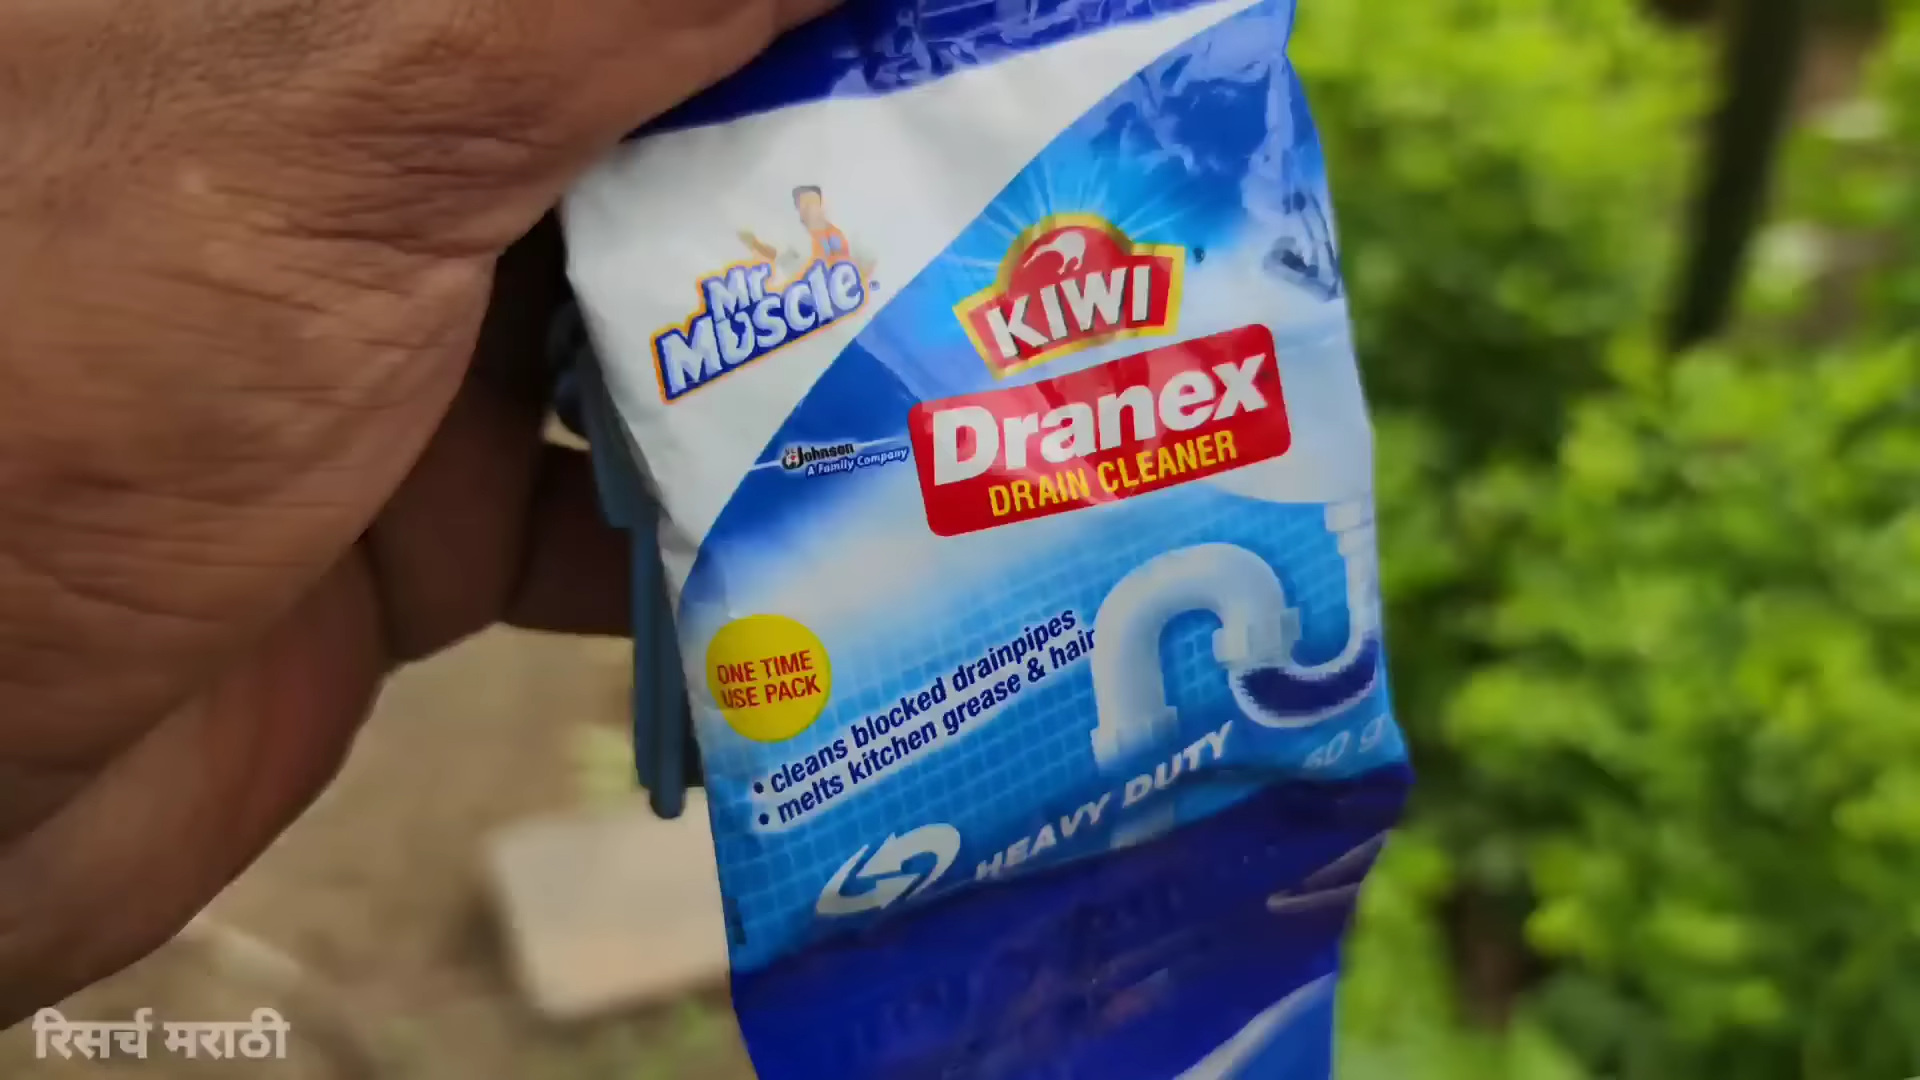 Mr
Muscle
KIWI
Dranex
DRAIN CLEANER
Johnson
A Family Company
ONE TIME
USE PACK
• cleans blocked drainpipes
• melts kitchen grease & hair
HEAVY DUTY
रिसर्च मराठी